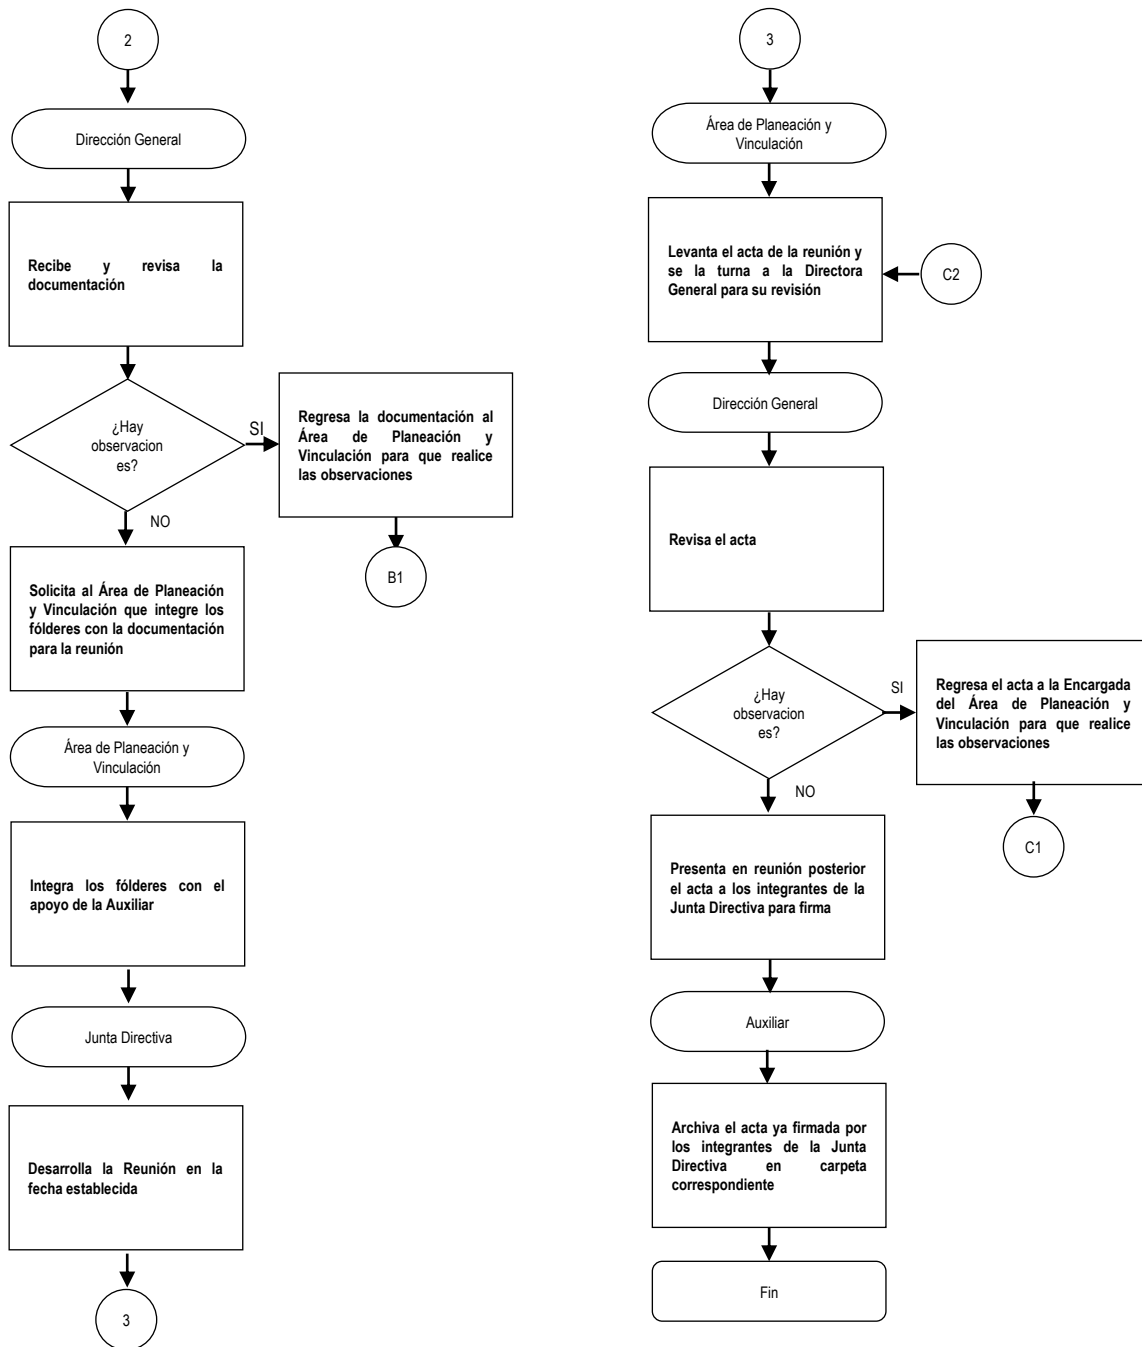 2
Dirección General
Recibe y revisa la
documentación
¿Hay
observacion
es?
SI
Regresa la documentación al
Área de Planeación y
Vinculación para que realice
las observaciones
B1
NO
Solicita al Área de Planeación
y Vinculación que integre los
fólderes con la documentación
para la reunión
Área de Planeación y
Vinculación
Integra los fólderes con el
apoyo de la Auxiliar
Junta Directiva
Desarrolla la Reunión en la
fecha establecida
3
3
Área de Planeación y
Vinculación
Levanta el acta de la reunión y
se la turna a la Directora
General para su revisión
C2
Dirección General
Revisa el acta
¿Hay
observacion
es?
SI
Regresa el acta a la Encargada
del Área de Planeación y
Vinculación para que realice
las observaciones
C1
NO
Presenta en reunión posterior
el acta a los integrantes de la
Junta Directiva para firma
Auxiliar
Archiva el acta ya firmada por
los integrantes de la Junta
Directiva en carpeta
correspondiente
Fin